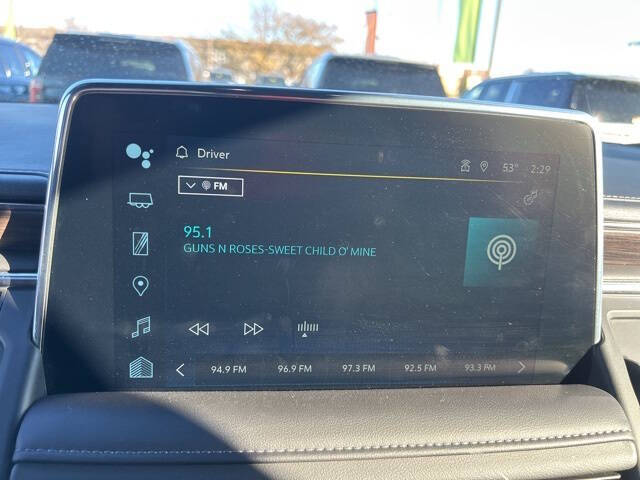 Driver
53° 2:29
FM
95.1
GUNS N ROSES-SWEET CHILD O' MINE
94.9 FM 96.9 FM 97.3 FM 92.5 FM 93.3 FM